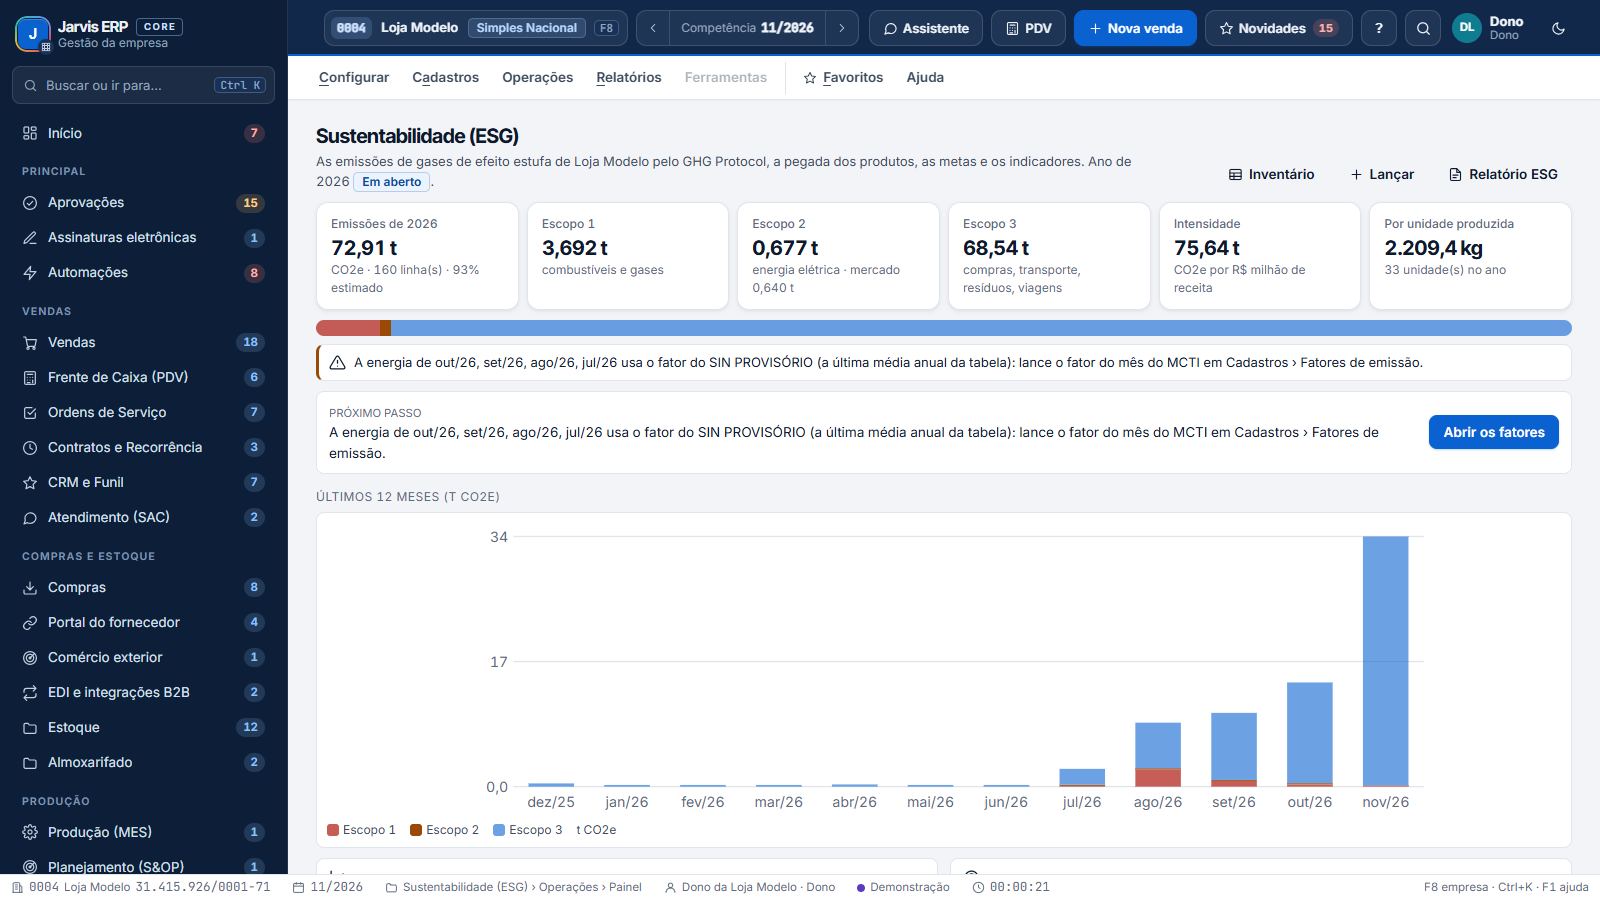 Jarvis ERP CORE
Gestão da empresa
Buscar ou ir para... Ctrl K
Início 7
PRINCIPAL
Aprovações 15
Assinaturas eletrônicas 1
Automações 8
VENDAS
Vendas 18
Frente de Caixa (PDV) 6
Ordens de Serviço 7
Contratos e Recorrência 3
CRM e Funil 7
Atendimento (SAC) 2
COMPRAS E ESTOQUE
Compras 8
Portal do fornecedor 4
Comércio exterior 1
EDI e integrações B2B 2
Estoque 12
Almoxarifado 2
PRODUÇÃO
Produção (MES) 1
Planejamento (S&OP) 1
0004 Loja Modelo Simples Nacional F8
Competência 11/2026
Assistente
PDV
Nova venda
Novidades 15
?
DL Dono
Dono
Configurar Cadastros Operações Relatórios Ferramentas Favoritos Ajuda
Sustentabilidade (ESG)
As emissões de gases de efeito estufa de Loja Modelo pelo GHG Protocol, a pegada dos produtos, as metas e os indicadores. Ano de
2026 Em aberto .
Inventário Lançar Relatório ESG
Emissões de 2026
72,91 t
CO2e · 160 linha(s) · 93%
estimado
Escopo 1
3,692 t
combustíveis e gases
Escopo 2
0,677 t
energia elétrica · mercado
0,640 t
Escopo 3
68,54 t
compras, transporte,
resíduos, viagens
Intensidade
75,64 t
CO2e por R$ milhão de
receita
Por unidade produzida
2.209,4 kg
33 unidade(s) no ano
A energia de out/26, set/26, ago/26, jul/26 usa o fator do SIN PROVISÓRIO (a última média anual da tabela): lance o fator do mês do MCTI em Cadastros › Fatores de emissão.
PRÓXIMO PASSO
A energia de out/26, set/26, ago/26, jul/26 usa o fator do SIN PROVISÓRIO (a última média anual da tabela): lance o fator do mês do MCTI em Cadastros › Fatores de
emissão.
Abrir os fatores
ÚLTIMOS 12 MESES (T CO2E)
34
17
0,0
dez/25 jan/26 fev/26 mar/26 abr/26 mai/26 jun/26 jul/26 ago/26 set/26 out/26 nov/26
Escopo 1 Escopo 2 Escopo 3 t CO2e
0004 Loja Modelo 31.415.926/0001-71 11/2026 Sustentabilidade (ESG) › Operações › Painel Dono da Loja Modelo · Dono Demonstração 00:00:21 F8 empresa · Ctrl+K · F1 ajuda